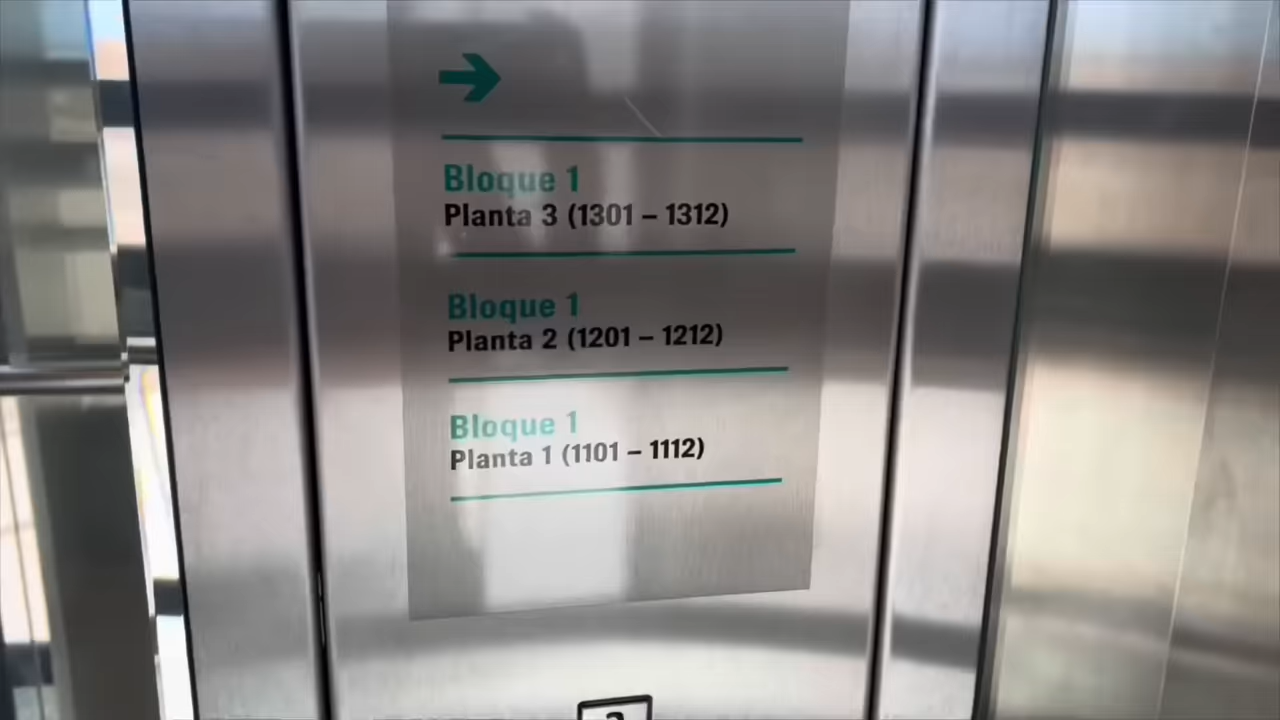 Bloque 1
Planta 3 (1301 – 1312)
Bloque 1
Planta 2 (1201 – 1212)
Bloque 1
Planta 1 (1101 – 1112)